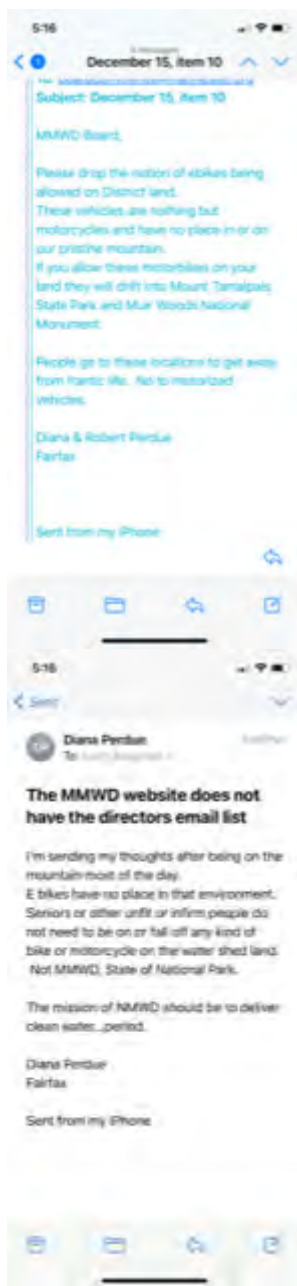 5:16
December 15, item 10
Subject: December 15, item 10
MMWD Board,
Please drop the notion of ebikes being
allowed on District land.
These vehicles are nothing but
motorcycles and have no place in or on
our pristine mountain.
If you allow these motorbikes on your
land they will drift into Mount Tamalpais
State Park and Muir Woods National
Monument.
People go to these locations to get away
from frantic life. No to motorized
vehicles.
Diana & Robert Perdue
Fairfax
Sent from my iPhone
5:16
Sent
Diana Perdue
To
The MMWD website does not
have the directors email list
I'm sending my thoughts after being on the
mountain most of the day.
E bikes have no place in that environment.
Seniors or other unfit or infirm people do
not need to be on or fall off any kind of
bike or motorcycle on the water shed land.
Not MMWD, State of National Park.
The mission of NMWD should be to deliver
clean water...period.
Diana Perdue
Fairfax
Sent from my iPhone